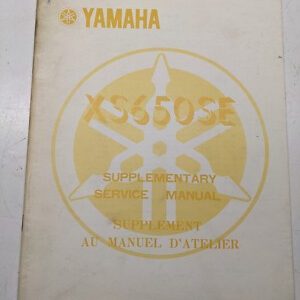 YAMAHA
XS650SE
SUPPLEMENTARY
SERVICE MANUAL
SUPPLEMENT
AU MANUEL D'ATELIER